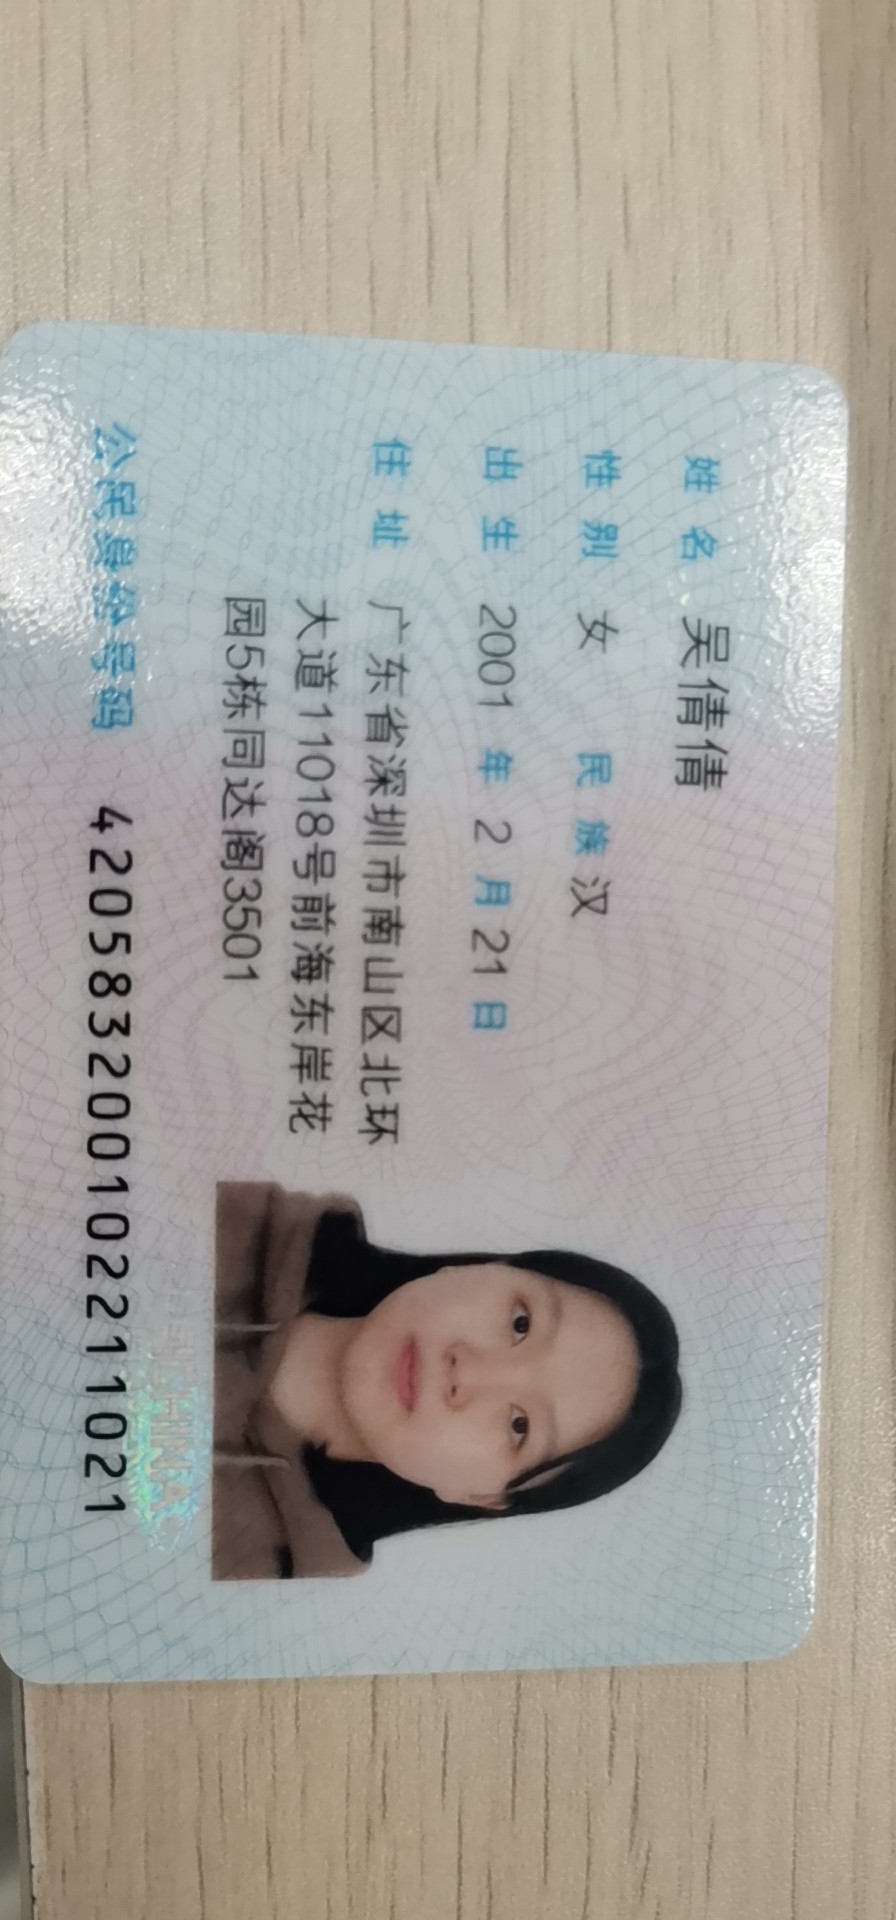 姓名 吴倩倩
性别 女 民族 汉
出生 2001 年 2 月 21 日
住址 广东省深圳市南山区北环
大道11018号前海东岸花
园5栋同达阁3501
公民身份号码 420583200102211021
CHINA